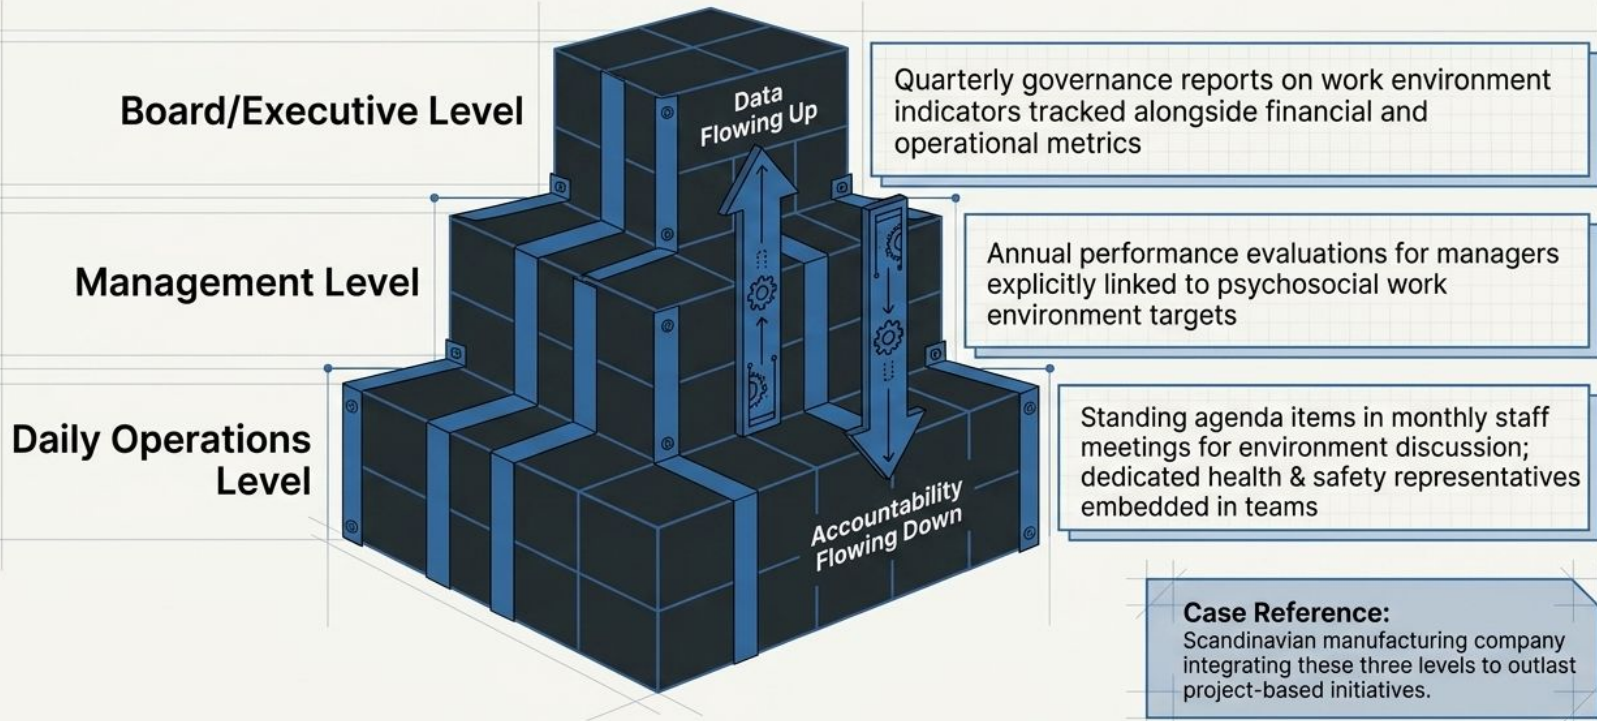 Board/Executive Level
Data
Flowing Up
Quarterly governance reports on work environment
indicators tracked alongside financial and
operational metrics
Management Level
Annual performance evaluations for managers
explicitly linked to psychosocial work
environment targets
Daily Operations
Level
Standing agenda items in monthly staff
meetings for environment discussion;
dedicated health & safety representatives
embedded in teams
Accountability
Flowing Down
Case Reference:
Scandinavian manufacturing company
integrating these three levels to outlast
project-based initiatives.